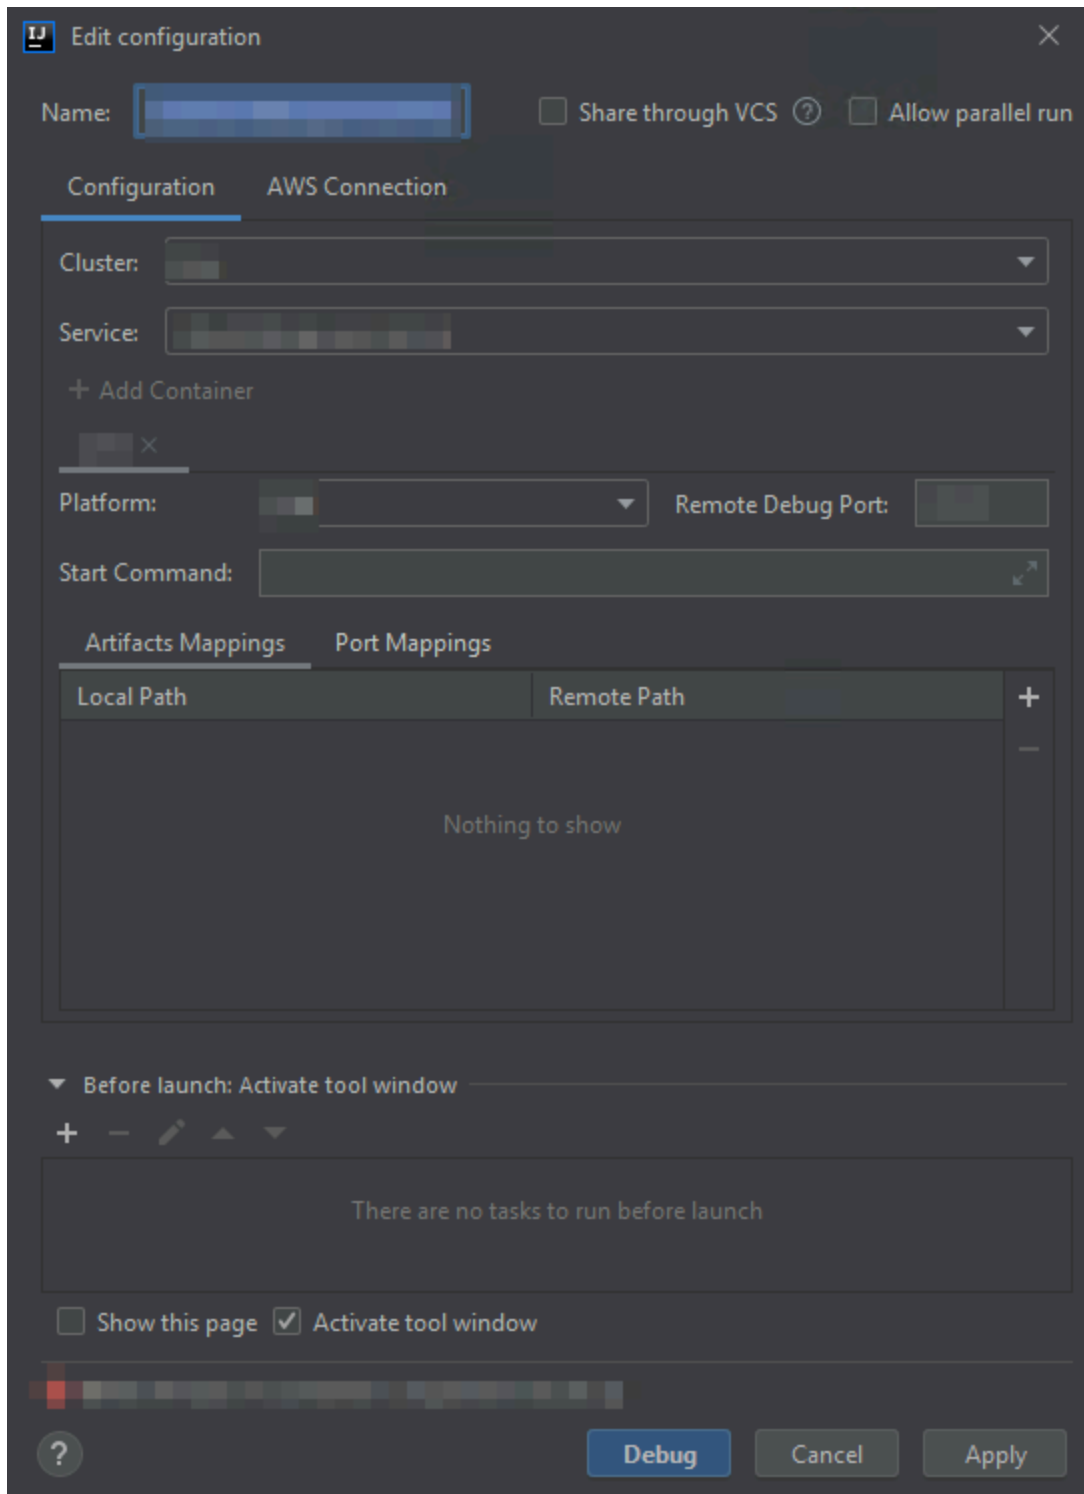 IJ Edit configuration
Name: Share through VCS ? Allow parallel run
Configuration AWS Connection
Cluster:
Service:
+ Add Container
Platform: Remote Debug Port:
Start Command:
Artifacts Mappings Port Mappings
Local Path Remote Path
Nothing to show
Before launch: Activate tool window
There are no tasks to run before launch
Show this page Activate tool window
? Debug Cancel Apply